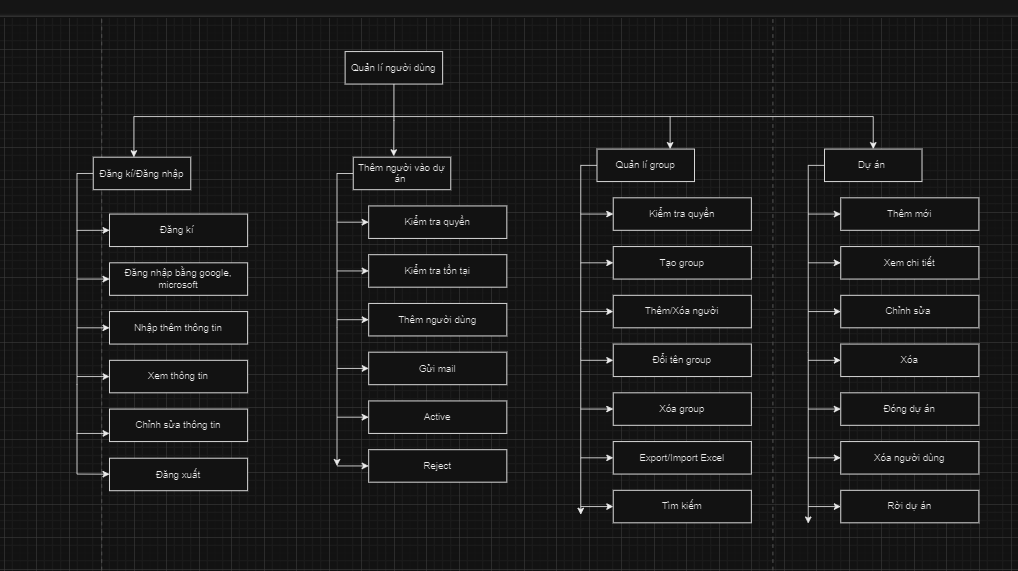 Quản lí người dùng
Đăng kí/Đăng nhập
Đăng kí
Đăng nhập bằng google,
microsoft
Nhập thêm thông tin
Xem thông tin
Chỉnh sửa thông tin
Đăng xuất
Thêm người vào dự
án
Kiểm tra quyền
Kiểm tra tồn tại
Thêm người dùng
Gửi mail
Active
Reject
Quản lí group
Kiểm tra quyền
Tạo group
Thêm/Xóa người
Đổi tên group
Xóa group
Export/Import Excel
Tìm kiếm
Dự án
Thêm mới
Xem chi tiết
Chỉnh sửa
Xóa
Đóng dự án
Xóa người dùng
Rời dự án